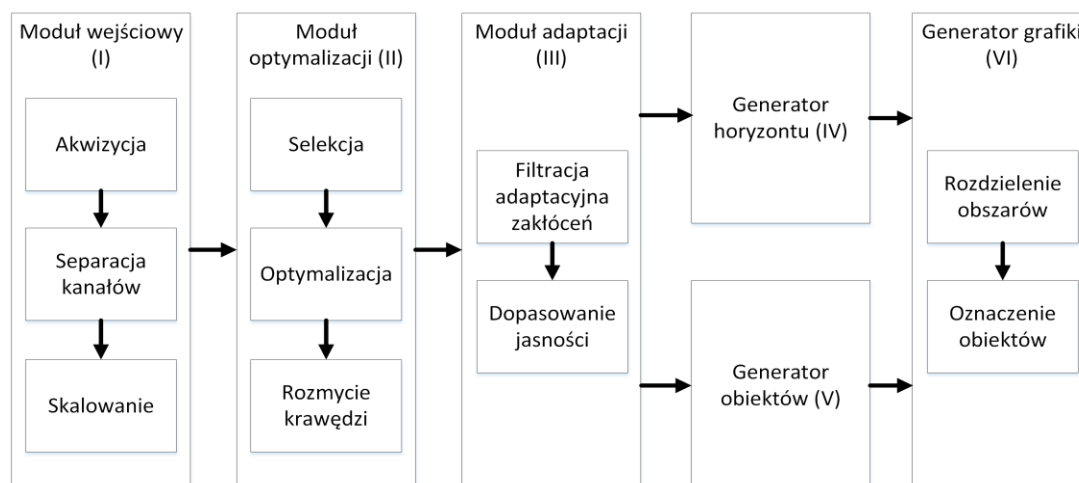 Moduł wejściowy
(I)
Akwizycja
Separacja
kanałów
Skalowanie
Moduł
optymalizacji (II)
Selekcja
Optymalizacja
Rozmycie
krawędzi
Moduł adaptacji
(III)
Filtracja
adaptacyjna
zakłóceń
Dopasowanie
jasności
Generator
horyzontu (IV)
Generator
obiektów (V)
Generator grafiki
(VI)
Rozdzielenie
obszarów
Oznaczenie
obiektów